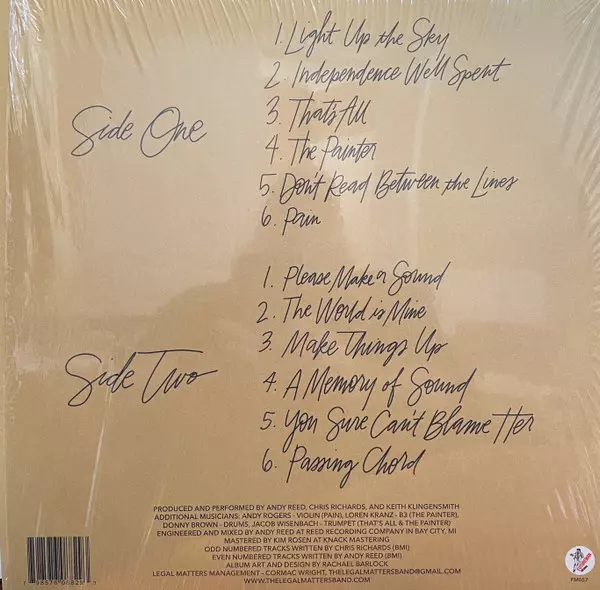 Side One
1. Light Up the Sky
2. Independence We'll Spent
3. That's All
4. The Painter
5. Don't Read Between the Lines
6. Pain
Side Two
1. Please Make a Sound
2. The World is Mine
3. Make Things Up
4. A Memory of Sound
5. You Sure Can't Blame Her
6. Passing Chord
PRODUCED AND PERFORMED BY ANDY REED, CHRIS RICHARDS, AND KEITH KLINGENSMITH
ADDITIONAL MUSICIANS: ANDY ROGERS - VIOLIN (PAIN), LOREN KRANZ - B3 (THE PAINTER),
DONNY BROWN - DRUMS, JACOB WISENBACH - TRUMPET (THAT'S ALL & THE PAINTER)
ENGINEERED AND MIXED BY ANDY REED AT REED RECORDING COMPANY IN BAY CITY, MI
MASTERED BY KIM ROSEN AT KNACK MASTERING
ODD NUMBERED TRACKS WRITTEN BY CHRIS RICHARDS (BMI)
EVEN NUMBERED TRACKS WRITTEN BY ANDY REED (BMI)
ALBUM ART AND DESIGN BY RACHAEL BARLOCK
LEGAL MATTERS MANAGEMENT - CORMAC WRIGHT, THELEGALMATTERSBAND@GMAIL.COM
WWW.THELEGALMATTERSBAND.COM